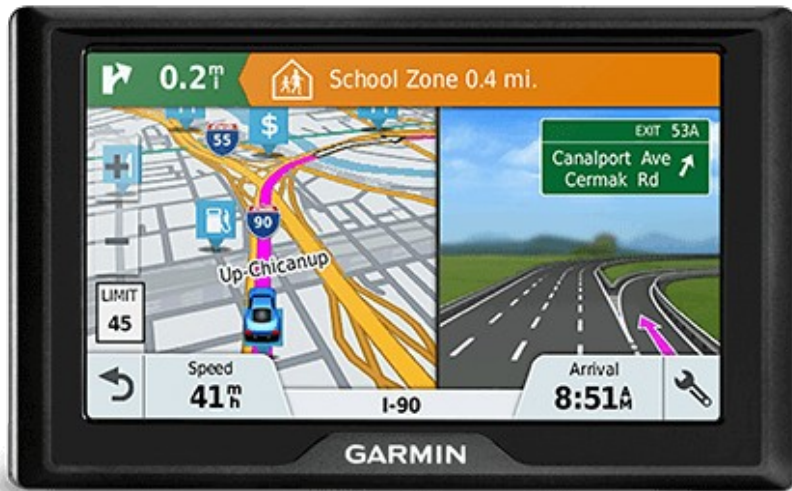 0.2 mi
School Zone 0.4 mi.
55
$
90
Up-Chicanup
LIMIT
45
EXIT 53A
Canalport Ave
Cermak Rd
Speed
41 mh
I-90
Arrival
8:51 AM
GARMIN